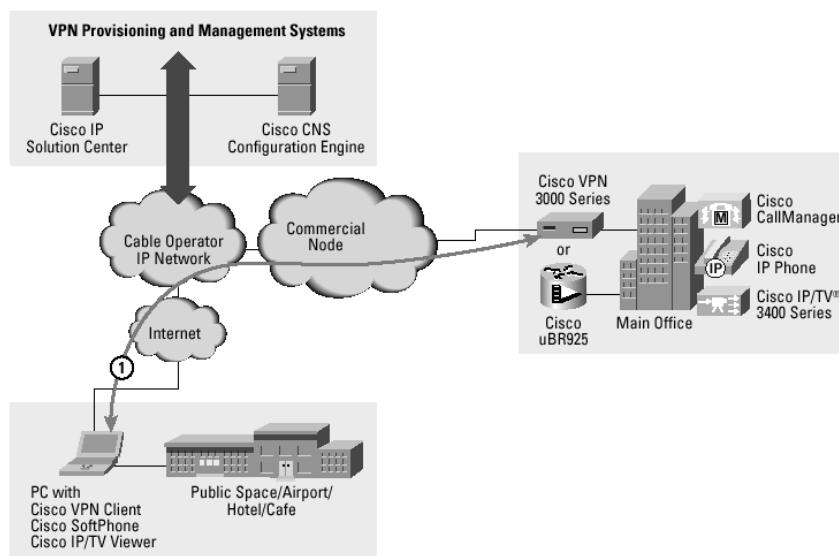 VPN Provisioning and Management Systems
Cisco IP
Solution Center
Cisco CNS
Configuration Engine
Cable Operator
IP Network
Commercial
Node
Internet
1
Cisco VPN
3000 Series
or
Cisco
uBR925
Main Office
M
Cisco
CallManager
IP
Cisco
IP Phone
Cisco IP/TV®
3400 Series
PC with
Cisco VPN Client
Cisco SoftPhone
Cisco IP/TV Viewer
Public Space/Airport/
Hotel/Cafe